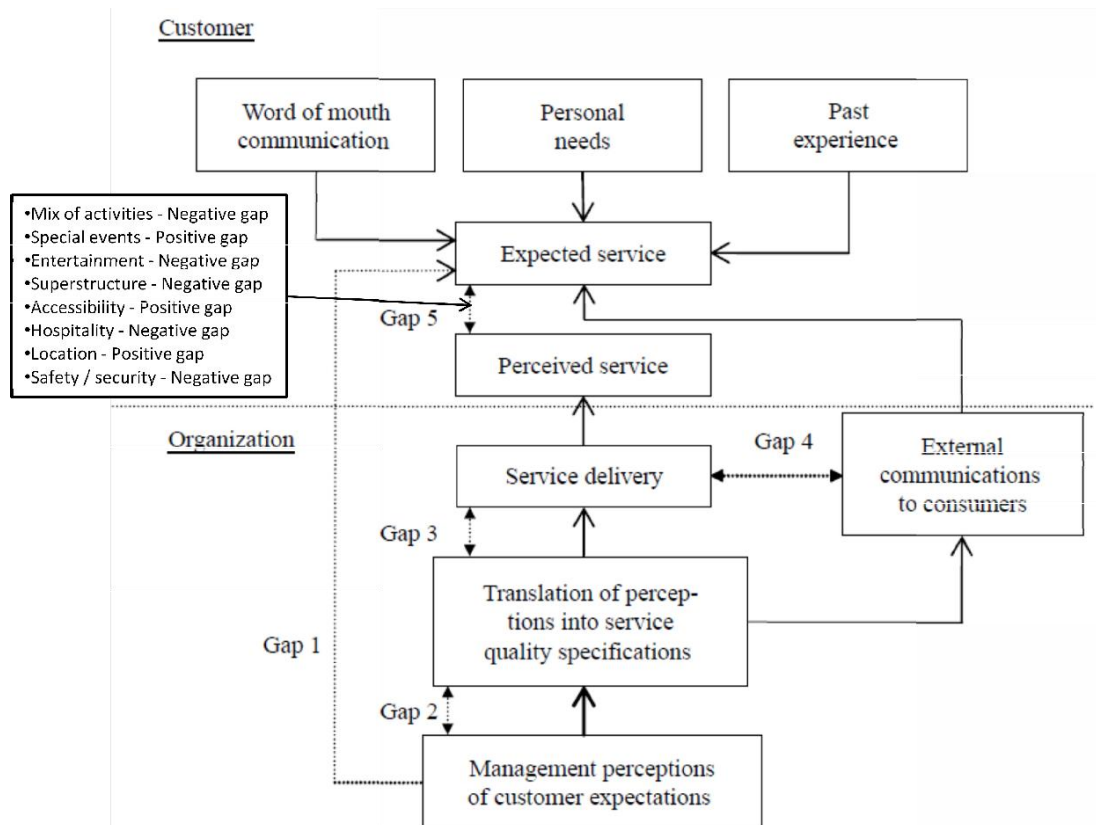 Customer
Word of mouth
communication
Personal
needs
Past
experience
•Mix of activities - Negative gap
•Special events - Positive gap
•Entertainment - Negative gap
•Superstructure - Negative gap
•Accessibility - Positive gap
•Hospitality - Negative gap
•Location - Positive gap
•Safety / security - Negative gap
Expected service
Gap 5
Perceived service
Organization
Service delivery
Gap 4
External
communications
to consumers
Gap 3
Translation of percep-
tions into service
quality specifications
Gap 1
Gap 2
Management perceptions
of customer expectations